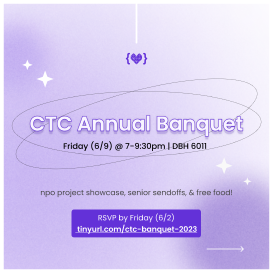 CTC Annual Banquet
Friday (6/9) @ 7-9:30pm | DBH 6011
npo project showcase, senior sendoffs, & free food!
RSVP by Friday (6/2)
tinyurl.com/ctc-banquet-2023